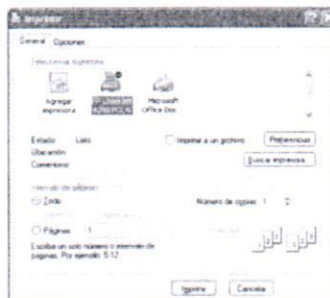 Imprimir
General Opciones
Seleccionar impresora
Agregar impresora
Microsoft Office Doc...
Estado: Listo
Ubicación:
Comentario:
Imprimir a un archivo
Preferencias
Buscar impresora...
Intervalo de páginas
Todo
Páginas: 1
Escriba un solo número o intervalo de
páginas. Por ejemplo: 5-12
Número de copias: 1
Imprimir Cancelar